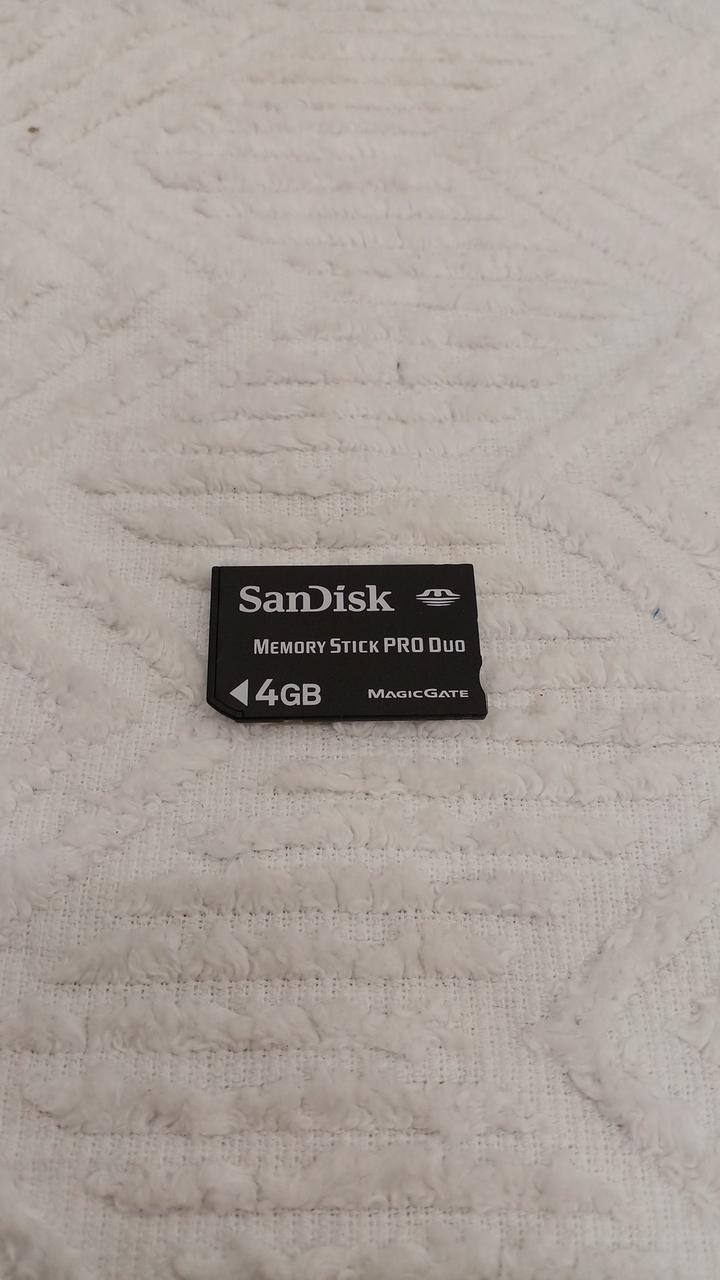 SanDisk
MEMORY STICK PRO DUO
4GB MAGICGATE